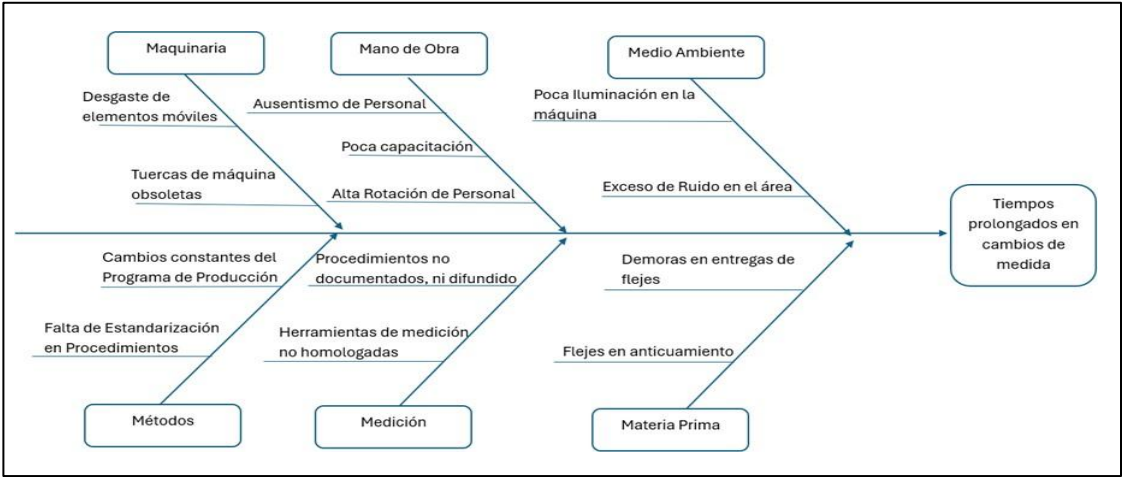 Maquinaria
Mano de Obra
Medio Ambiente
Desgaste de
elementos móviles
Ausentismo de Personal
Poca Iluminación en la
máquina
Poca capacitación
Tuercas de máquina
obsoletas
Alta Rotación de Personal
Exceso de Ruido en el área
Tiempos
prolongados en
cambios de
medida
Cambios constantes del
Programa de Producción
Procedimientos no
documentados, ni difundido
Demoras en entregas de
flejes
Falta de Estandarización
en Procedimientos
Herramientas de medición
no homologadas
Flejes en anticuamiento
Métodos
Medición
Materia Prima